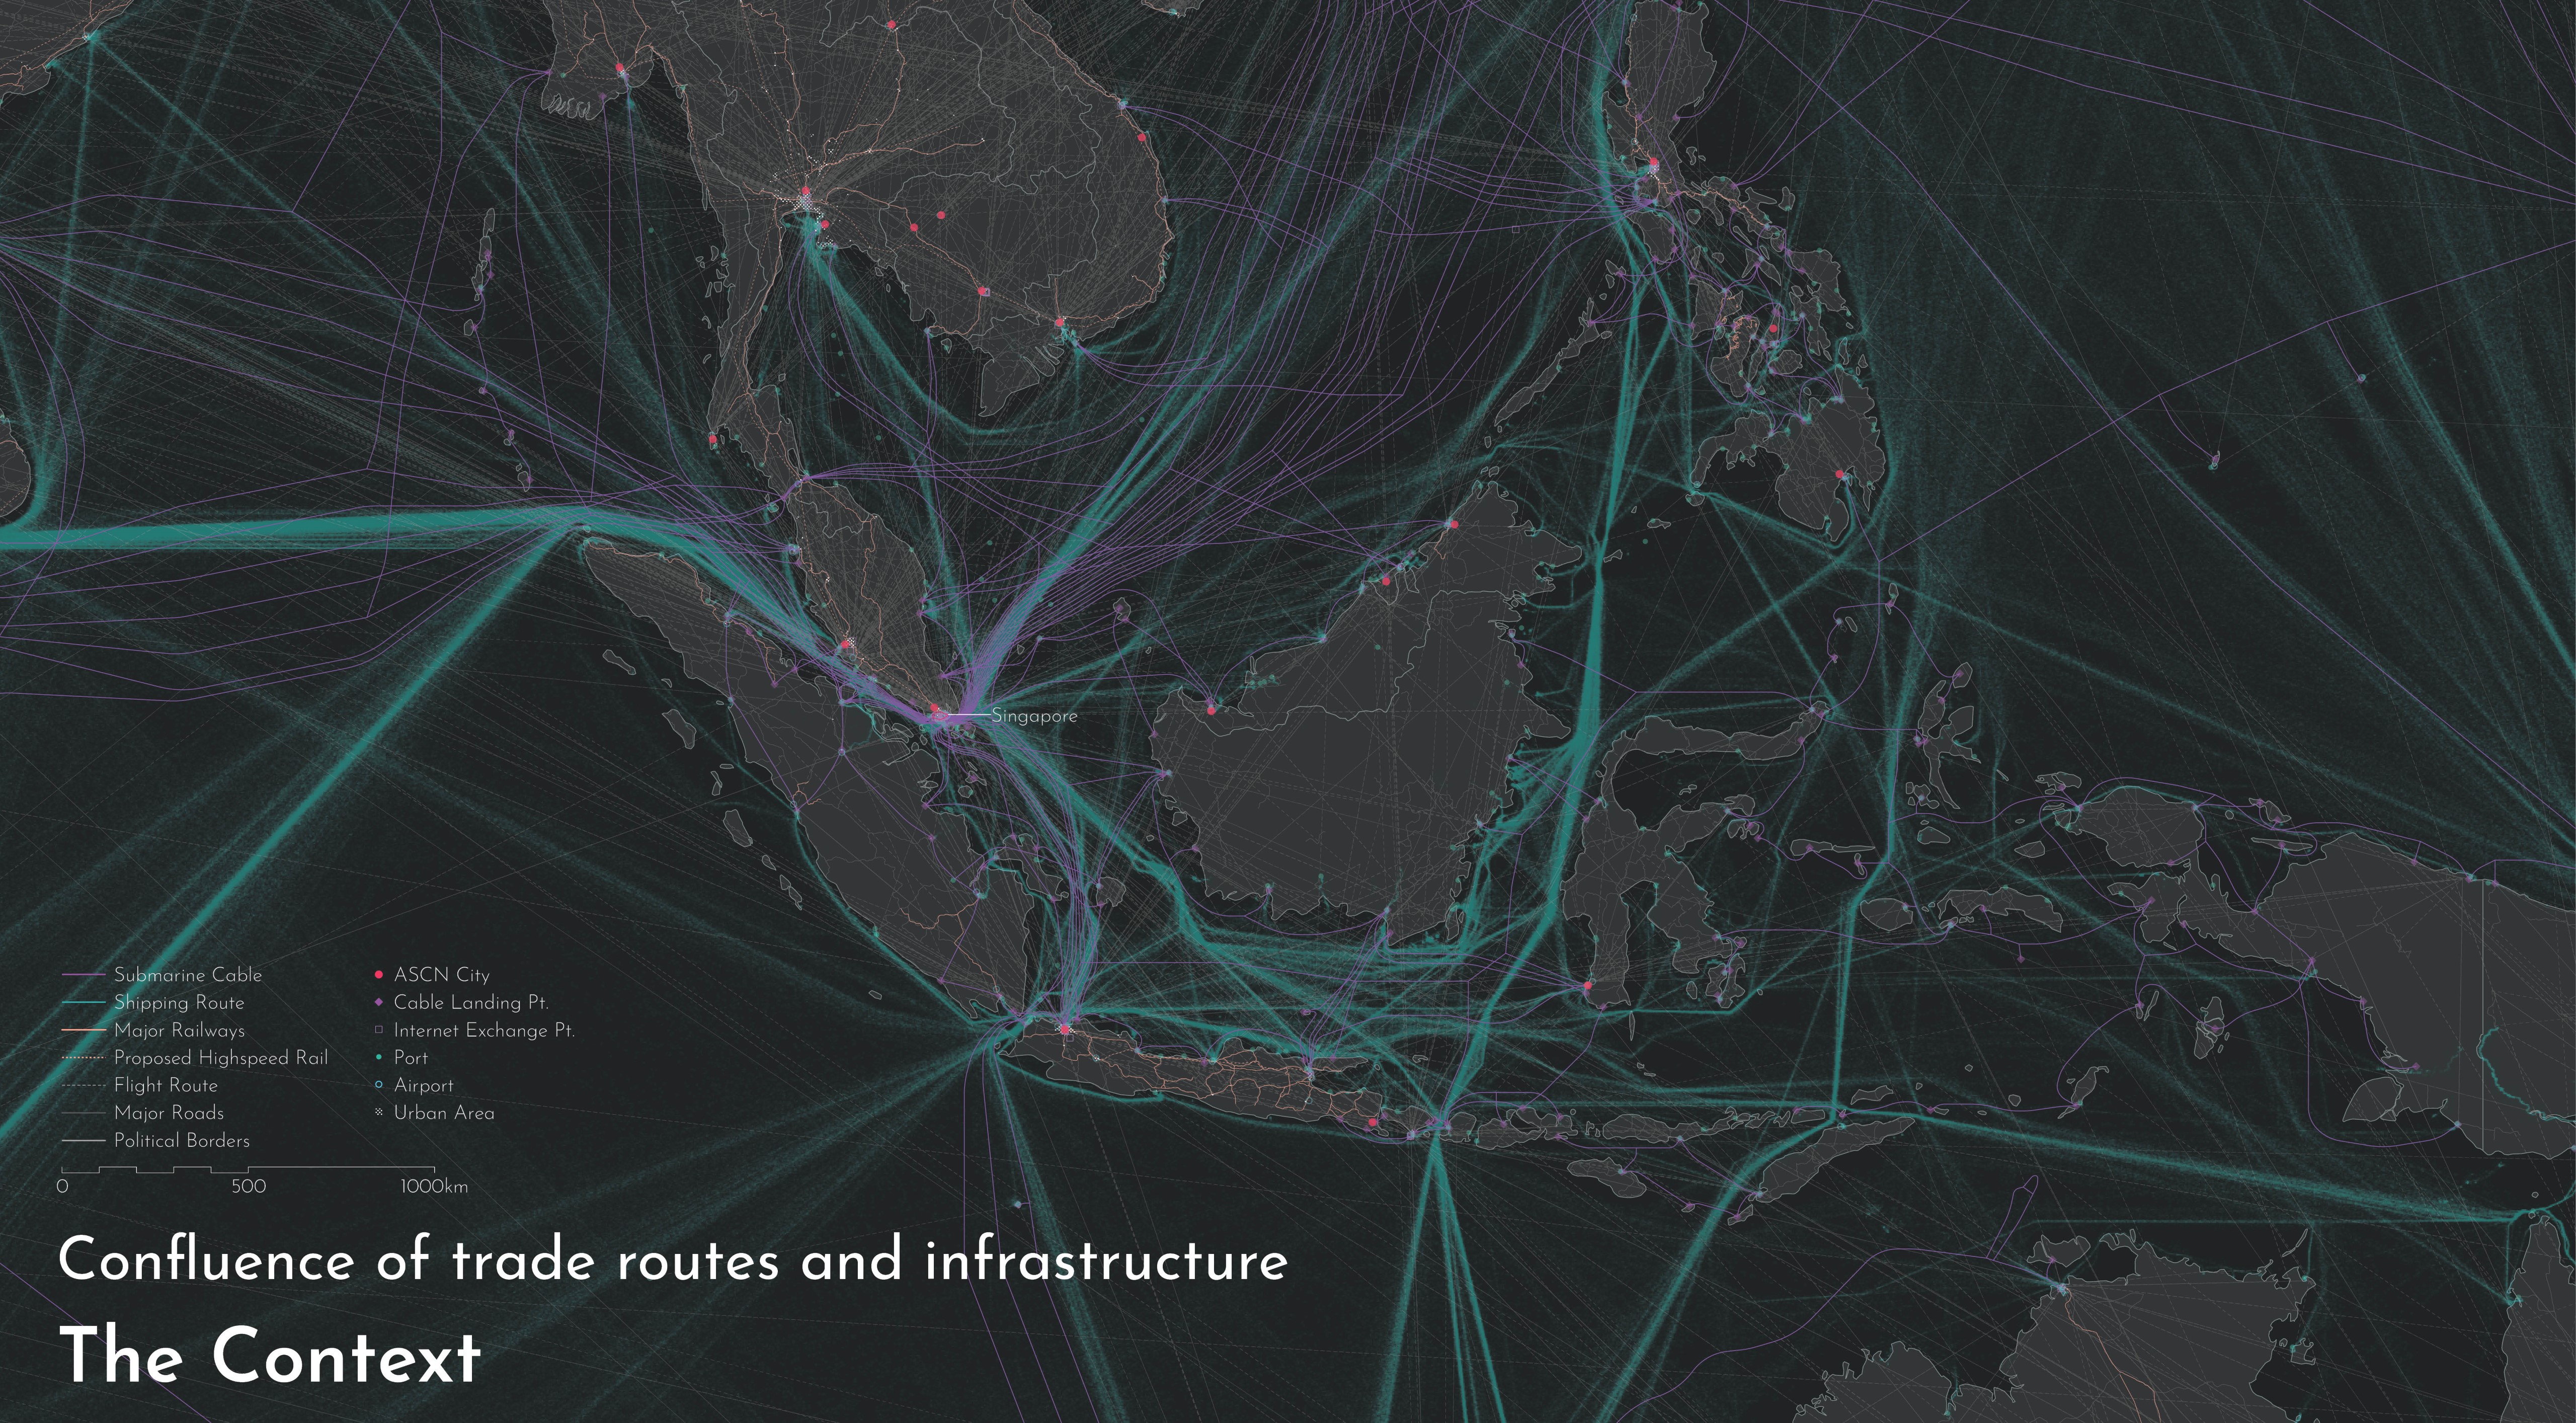 Singapore
Submarine Cable
Shipping Route
Major Railways
Proposed Highspeed Rail
Flight Route
Major Roads
Political Borders
ASCN City
Cable Landing Pt.
Internet Exchange Pt.
Port
Airport
Urban Area
0 500 1000km
Confluence of trade routes and infrastructure
The Context